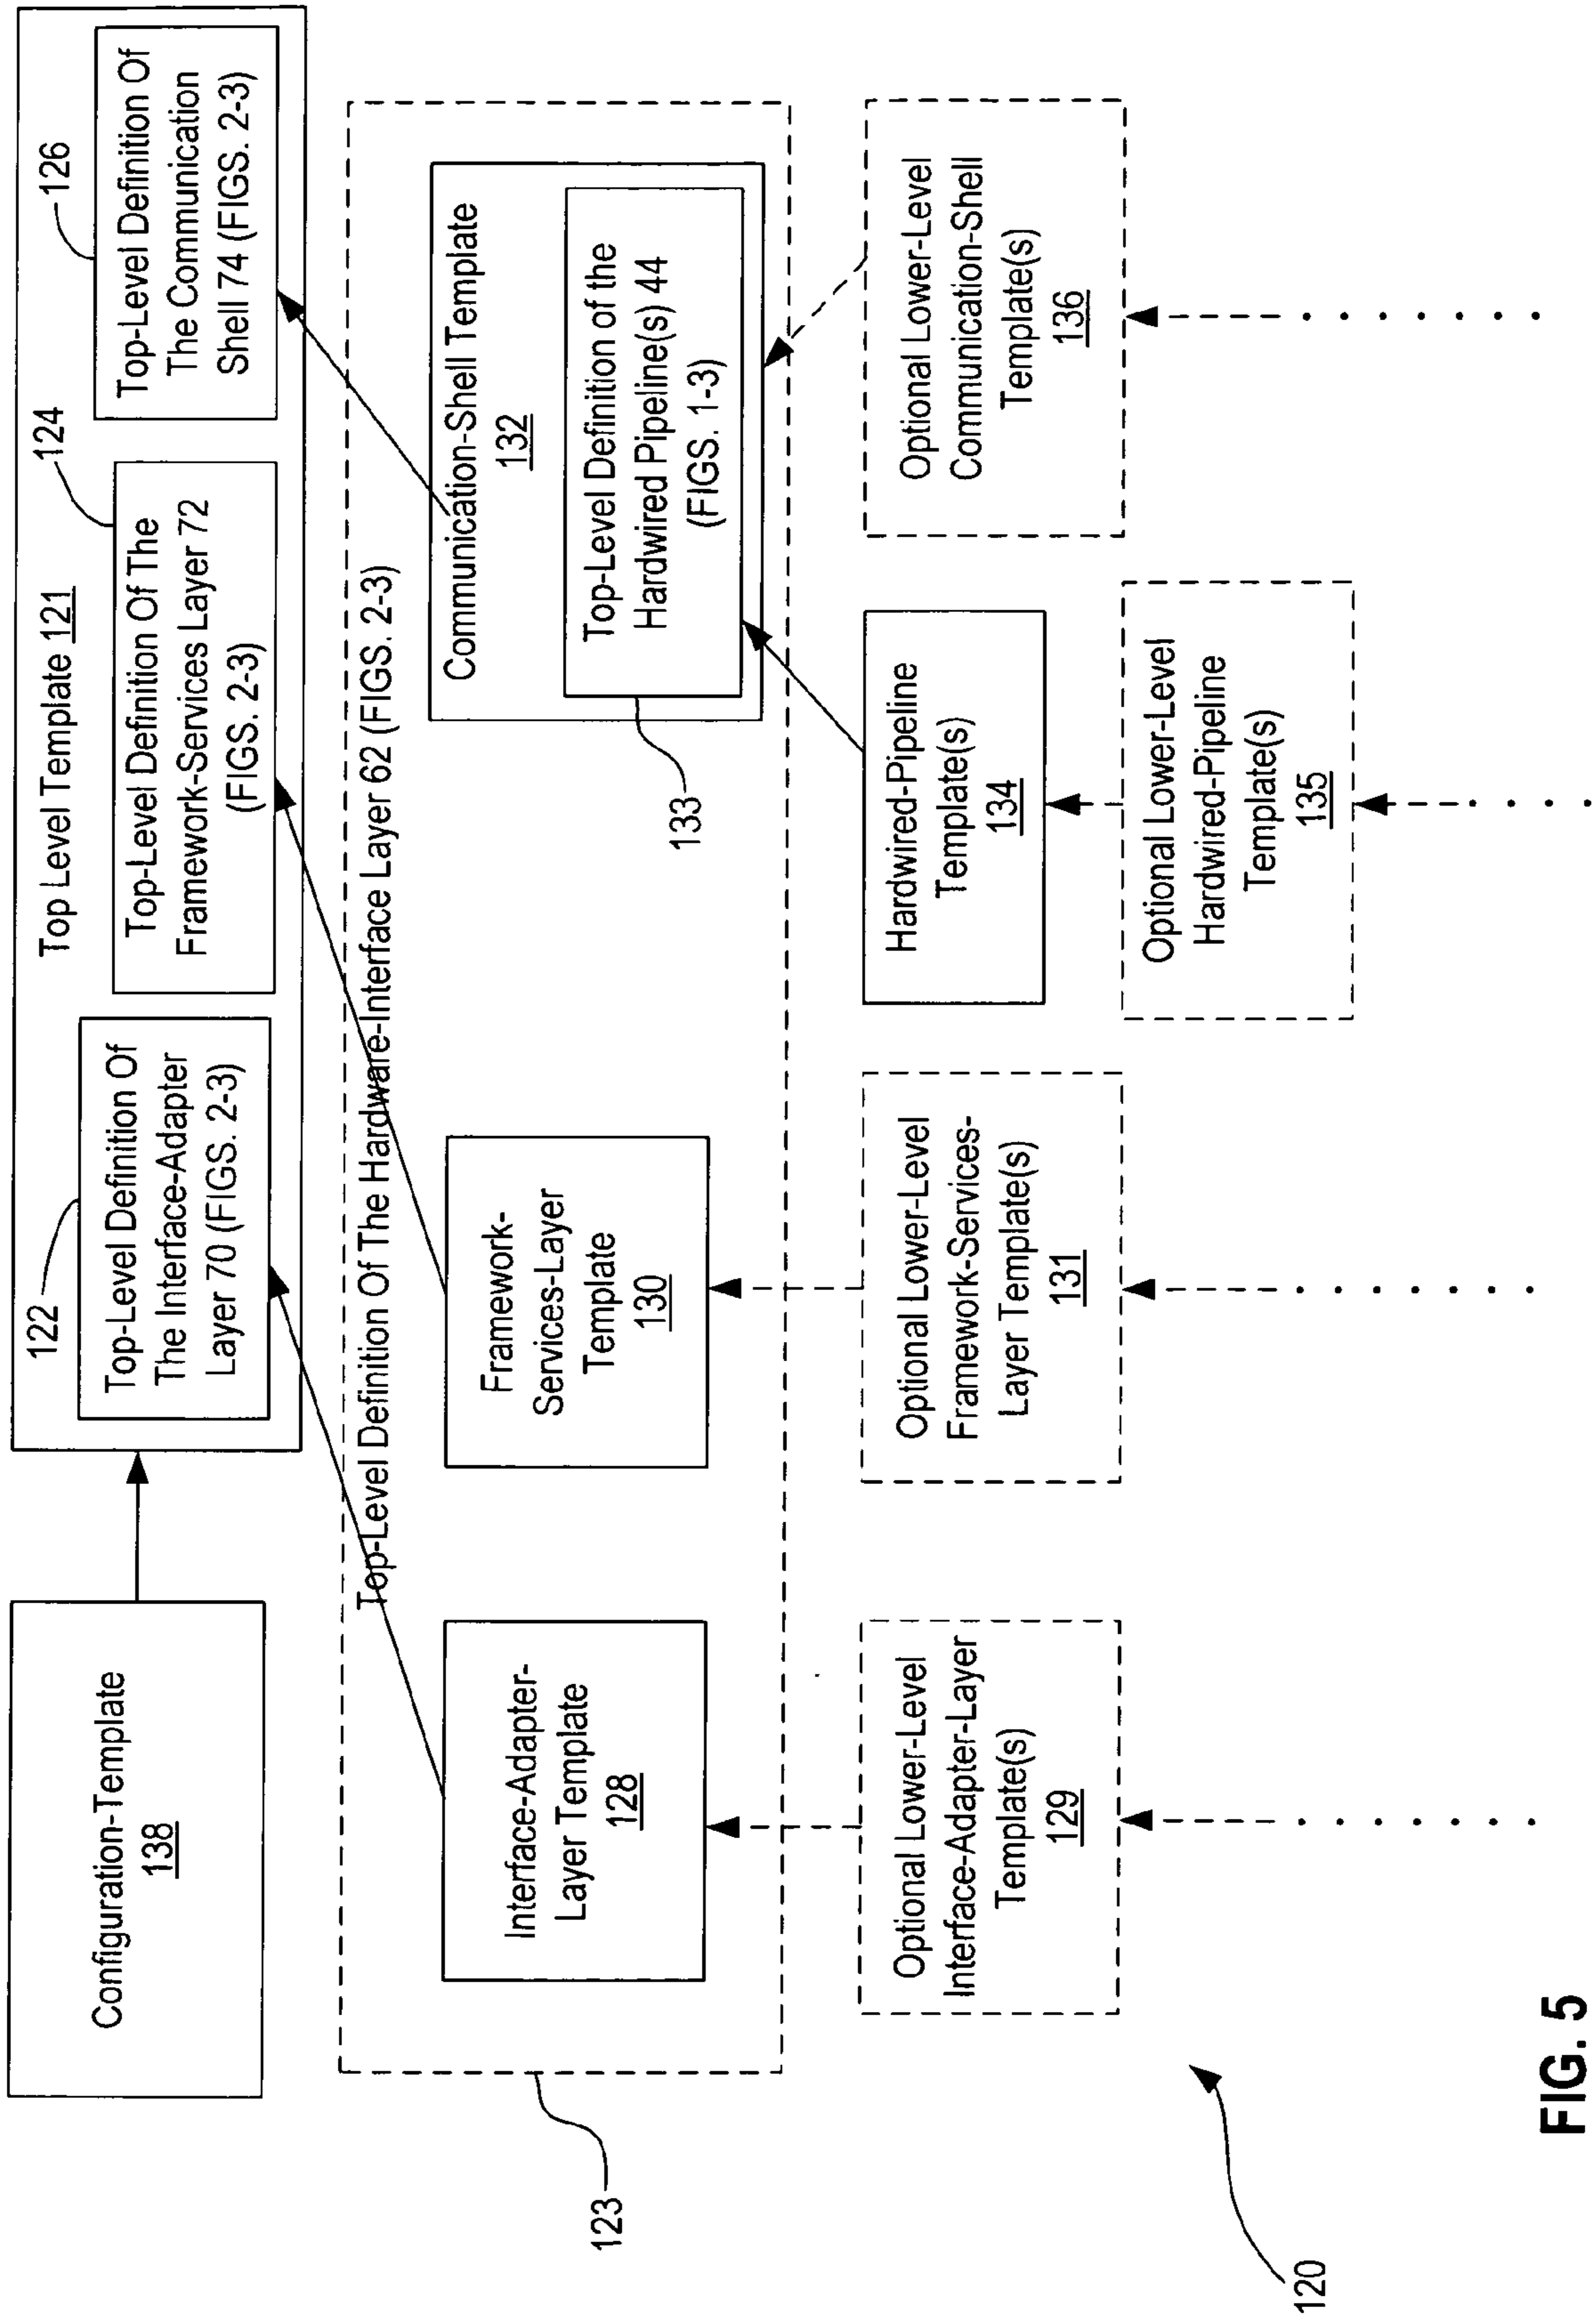 Configuration-Template
138
Top Level Template 121
122
Top-Level Definition Of
The Interface-Adapter
Layer 70 (FIGS. 2-3)
124
Top-Level Definition Of The
Framework-Services Layer 72
(FIGS. 2-3)
126
Top-Level Definition Of
The Communication
Shell 74 (FIGS. 2-3)
123
Top-Level Definition Of The Hardware-Interface Layer 62 (FIGS. 2-3)
Interface-Adapter-
Layer Template
128
Framework-
Services-Layer
Template
130
Communication-Shell Template
132
Top-Level Definition of the
Hardwired Pipeline(s) 44
(FIGS. 1-3)
133
Optional Lower-Level
Interface-Adapter-Layer
Template(s)
129
Optional Lower-Level
Framework-Services-
Layer Template(s)
131
Hardwired-Pipeline
Template(s)
134
Optional Lower-Level
Communication-Shell
Template(s)
136
Optional Lower-Level
Hardwired-Pipeline
Template(s)
135
120
FIG. 5